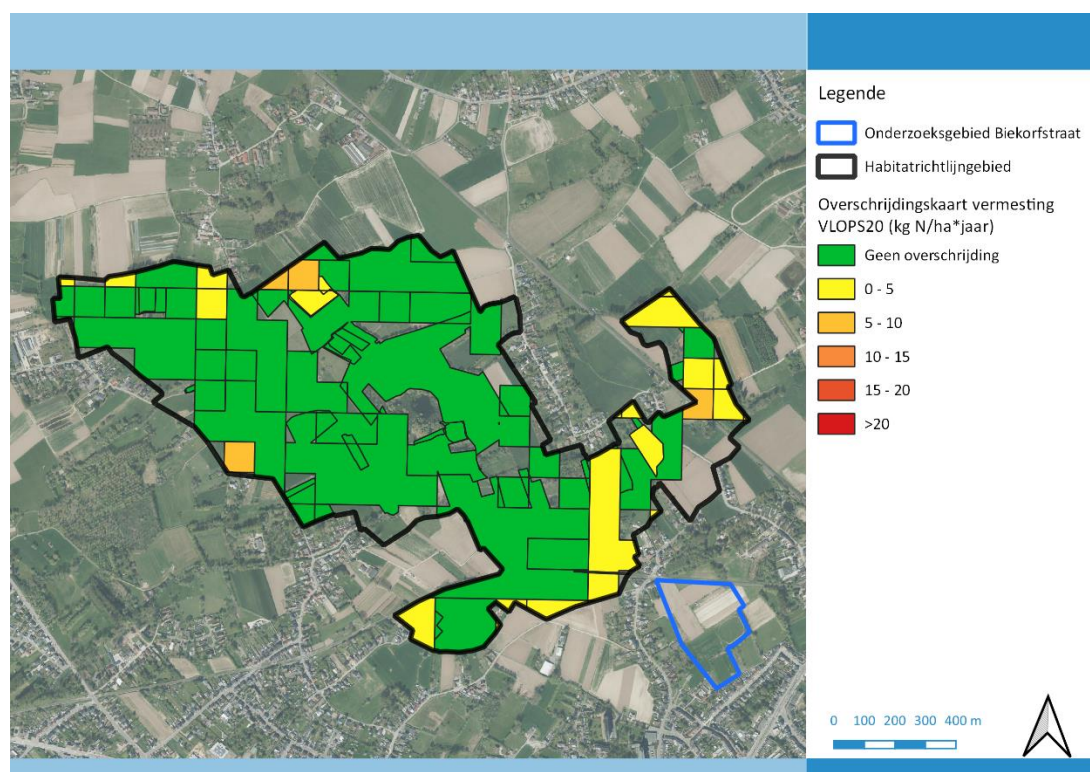 Legende
Onderzoeksgebied Biekorfstraat
Habitatrichtlijngebied
Overschrijdingskaart vermesting
VLOPS20 (kg N/ha*jaar)
Geen overschrijding
0 - 5
5 - 10
10 - 15
15 - 20
>20
0 100 200 300 400 m